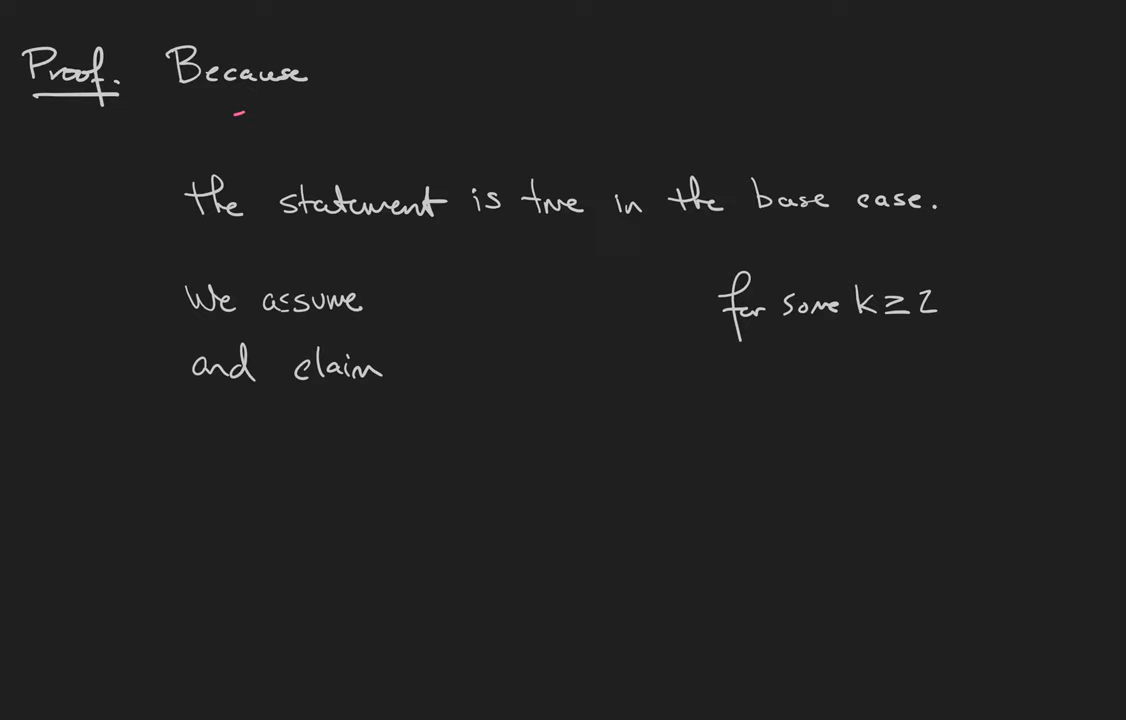 Proof. Because
the statement is true in the base case.
We assume for some k ≥ 2
and claim